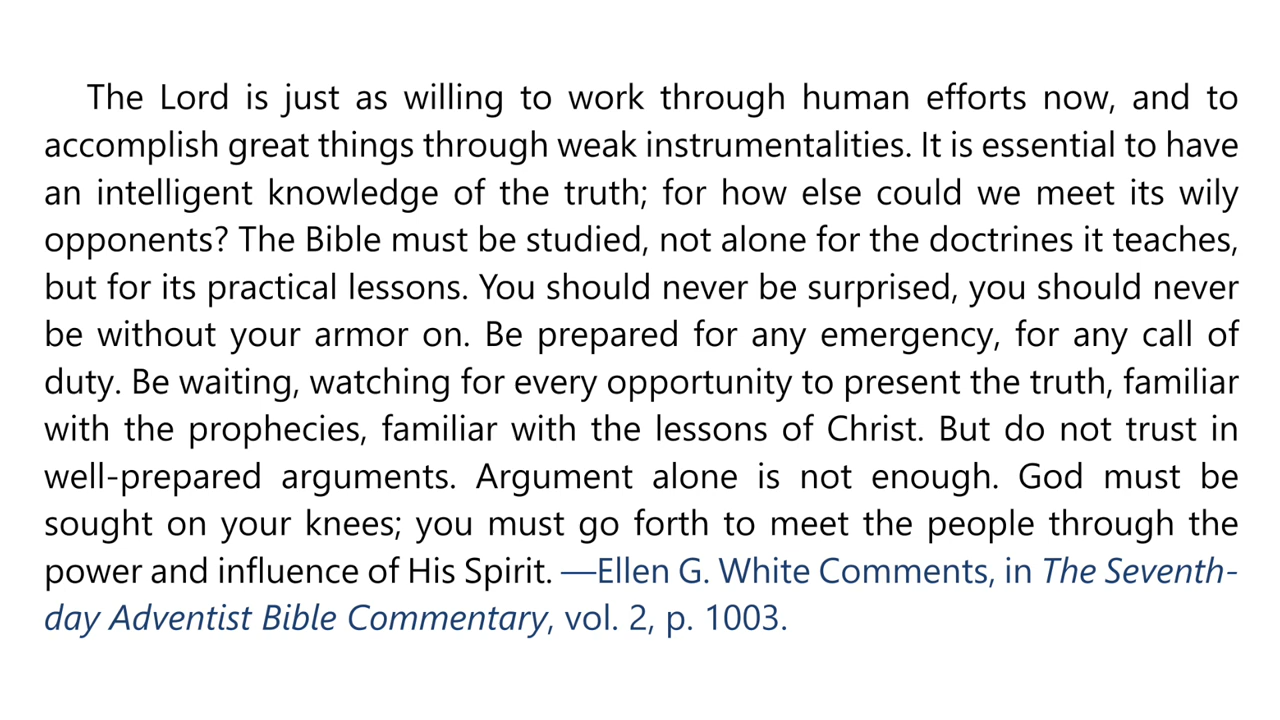 The Lord is just as willing to work through human efforts now, and to
accomplish great things through weak instrumentalities. It is essential to have
an intelligent knowledge of the truth; for how else could we meet its wily
opponents? The Bible must be studied, not alone for the doctrines it teaches,
but for its practical lessons. You should never be surprised, you should never
be without your armor on. Be prepared for any emergency, for any call of
duty. Be waiting, watching for every opportunity to present the truth, familiar
with the prophecies, familiar with the lessons of Christ. But do not trust in
well-prepared arguments. Argument alone is not enough. God must be
sought on your knees; you must go forth to meet the people through the
power and influence of His Spirit. —Ellen G. White Comments, in The Seventh-
day Adventist Bible Commentary, vol. 2, p. 1003.